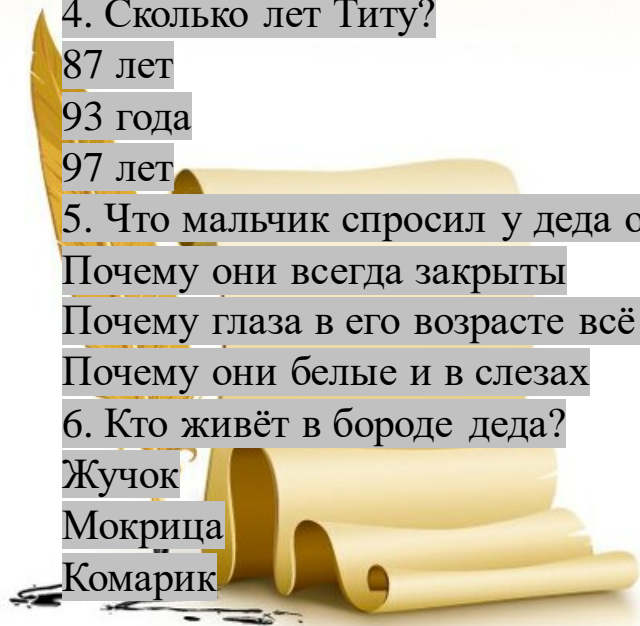 4. Сколько лет Титу?
87 лет
93 года
97 лет
5. Что мальчик спросил у деда о
Почему они всегда закрыты
Почему глаза в его возрасте всё
Почему они белые и в слезах
6. Кто живёт в бороде деда?
Жучок
Мокрица
Комарик